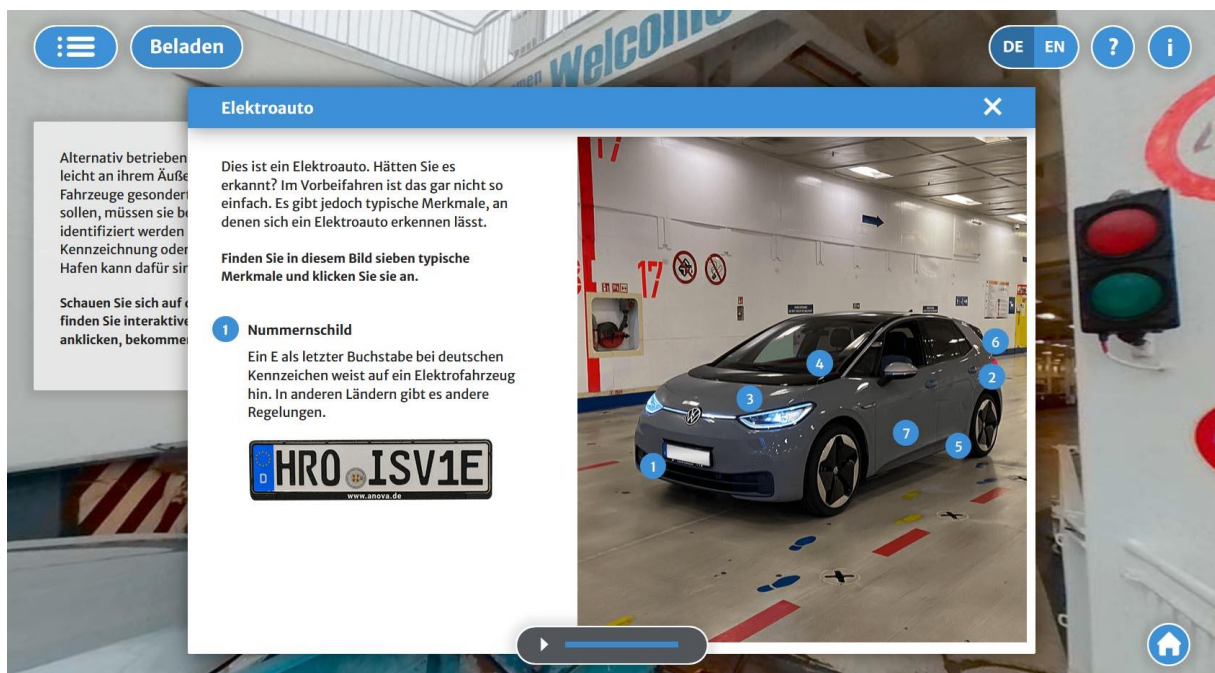 Beladen
Welcome
DE EN ? i
Elektroauto
Alternativ betrieben
leicht an ihrem
Fahrzeuge gesondert
sollen, müssen sie
identifiziert werden
Kennzeichnung oder
Hafen kann dafür
Schauen Sie sich auf
finden Sie interaktive
anklicken,
Dies ist ein Elektroauto. Hätten Sie es
erkannt? Im Vorbeifahren ist das gar nicht so
einfach. Es gibt jedoch typische Merkmale, an
denen sich ein Elektroauto erkennen lässt.
Finden Sie in diesem Bild sieben typische
Merkmale und klicken Sie sie an.
1 Nummernschild
Ein E als letzter Buchstabe bei deutschen
Kennzeichen weist auf ein Elektrofahrzeug
hin. In anderen Ländern gibt es andere
Regelungen.
D HRO ISV1E
www.anova.de
17
17
6
4
2
3
7
5
1